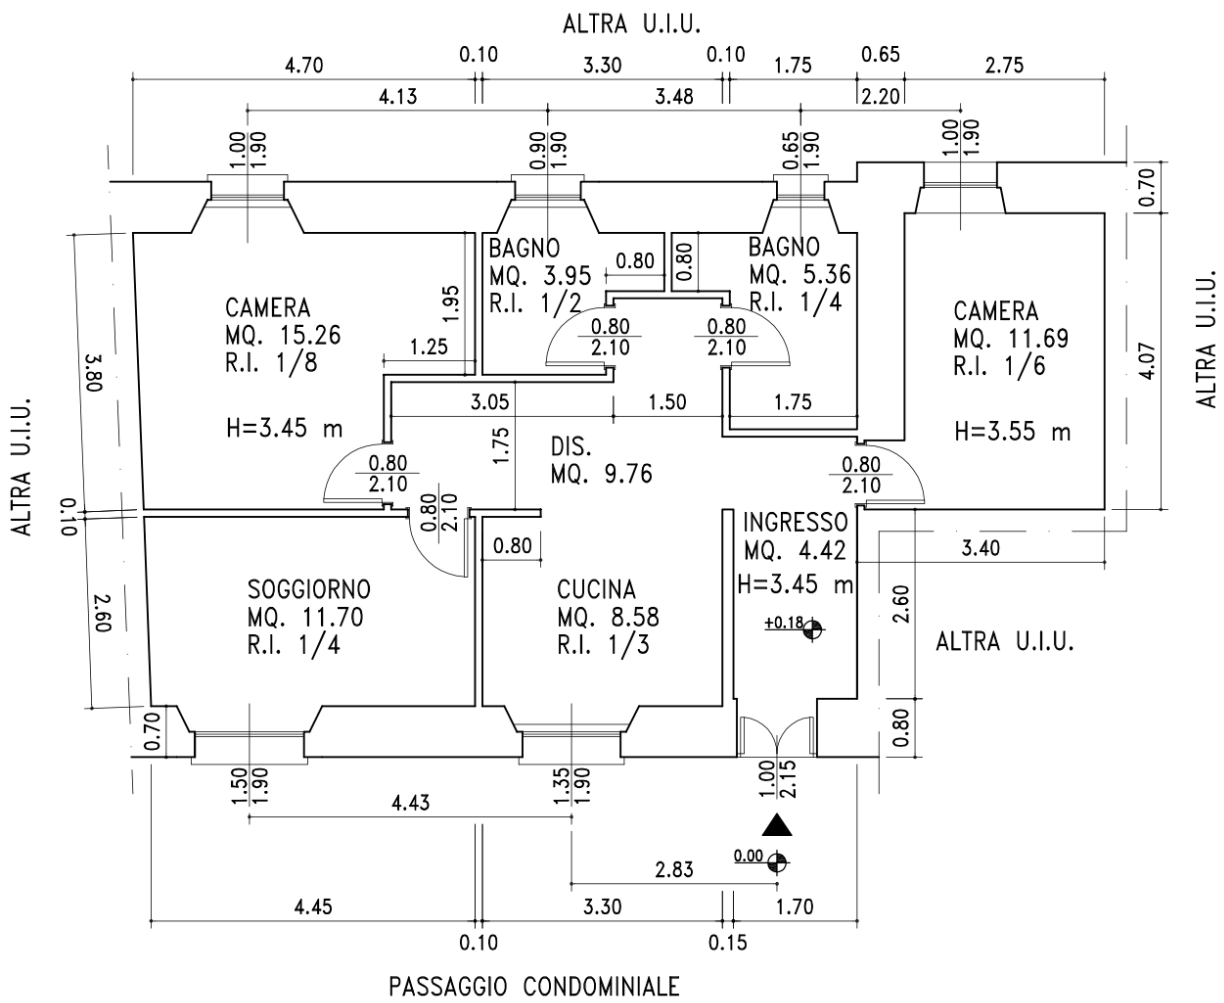 ALTRA U.I.U.
4.70
0.10
3.30
0.10
1.75
0.65
2.75
4.13
3.48
2.20
1.00
1.90
0.90
1.90
0.65
1.90
1.00
1.90
0.70
BAGNO
MQ. 3.95
R.I. 1/2
0.80
0.80
BAGNO
MQ. 5.36
R.I. 1/4
CAMERA
MQ. 15.26
R.I. 1/8
H=3.45 m
1.95
1.25
3.80
0.80
2.10
0.80
2.10
CAMERA
MQ. 11.69
R.I. 1/6
H=3.55 m
4.07
ALTRA U.I.U.
3.05
1.50
1.75
1.75
DIS.
MQ. 9.76
0.80
2.10
0.80
2.10
0.80
2.10
ALTRA U.I.U.
0.10
INGRESSO
MQ. 4.42
H=3.45 m
+0.18
3.40
0.80
SOGGIORNO
MQ. 11.70
R.I. 1/4
CUCINA
MQ. 8.58
R.I. 1/3
2.60
2.60
ALTRA U.I.U.
0.70
0.80
1.50
1.90
1.35
1.90
1.00
2.15
4.43
0.00
2.83
4.45
0.10
3.30
0.15
1.70
PASSAGGIO CONDOMINIALE